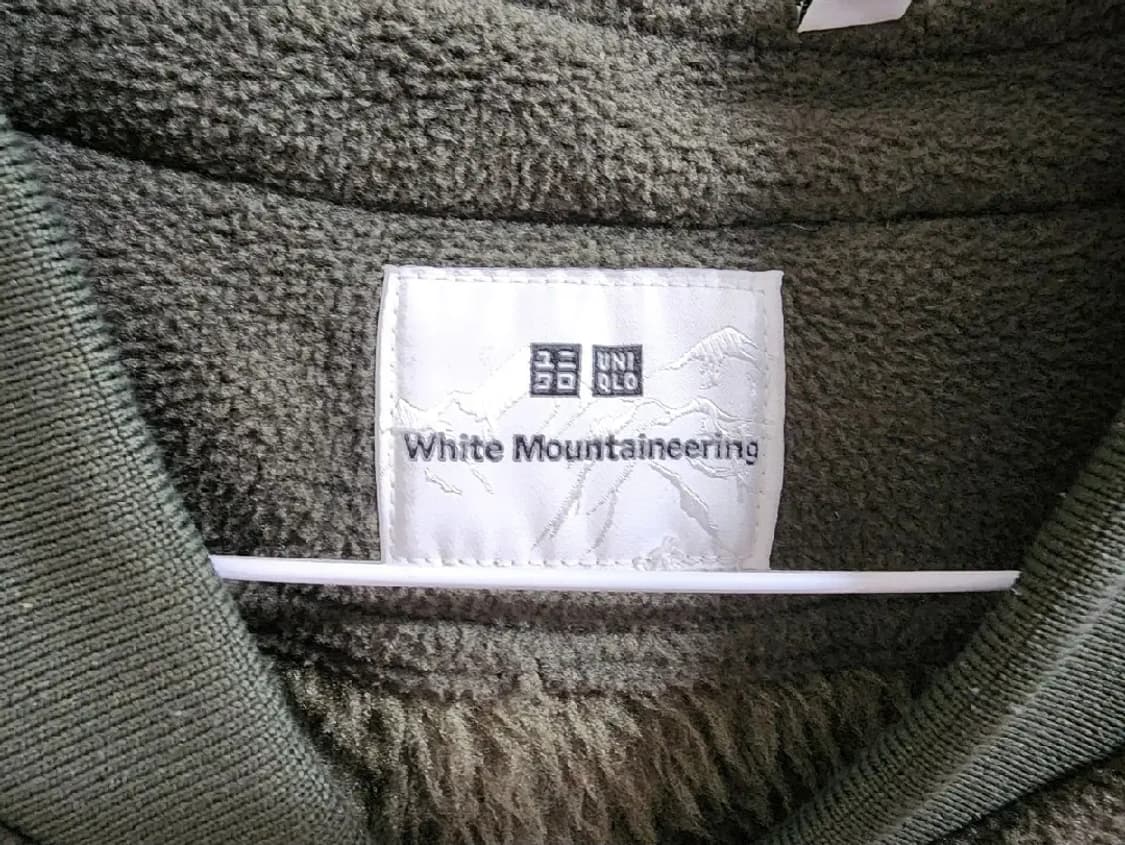 ユニ UNI
クロ QLO
White Mountaineering